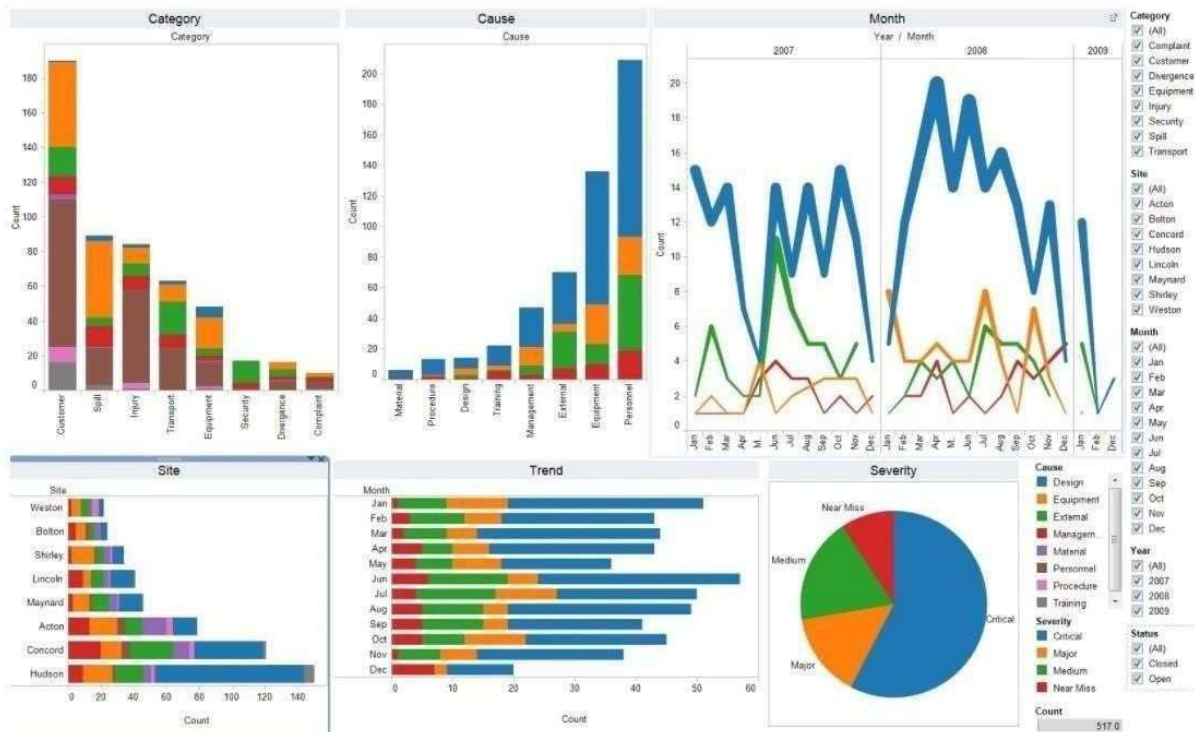 Category
Category
Count
180
160
140
120
100
80
60
40
20
0
Customer
Spill
Injury
Transport
Equipment
Security
Divergence
Complaint
Cause
Cause
Count
200
180
160
140
120
100
80
60
40
20
0
Material
Procedure
Design
Training
Management
External
Equipment
Personnel
Month
Year / Month
2007
2008
2009
Count
20
18
16
14
12
10
8
6
4
2
0
Jan
Feb
Mar
Apr
M..
Jun
Jul
Aug
Sep
Oct
Nov
Dec
Jan
Feb
Mar
Apr
M..
Jun
Jul
Aug
Sep
Oct
Nov
Dec
Jan
Feb
Dec
Category
(All)
Complaint
Customer
Divergence
Equipment
Injury
Security
Spill
Transport
Site
(All)
Acton
Bolton
Concord
Hudson
Lincoln
Maynard
Shirley
Weston
Month
(All)
Jan
Feb
Mar
Apr
May
Jun
Jul
Aug
Sep
Oct
Nov
Dec
Year
(All)
2007
2008
2009
Status
(All)
Closed
Open
Site
Site
Weston
Bolton
Shirley
Lincoln
Maynard
Acton
Concord
Hudson
0 20 40 60 80 100 120 140
Count
Trend
Month
Jan
Feb
Mar
Apr
May
Jun
Jul
Aug
Sep
Oct
Nov
Dec
0 10 20 30 40 50 60
Count
Severity
Near Miss
Medium
Major
Critical
Cause
Design
Equipment
External
Managem...
Material
Personnel
Procedure
Training
Severity
Critical
Major
Medium
Near Miss
Count
517.0